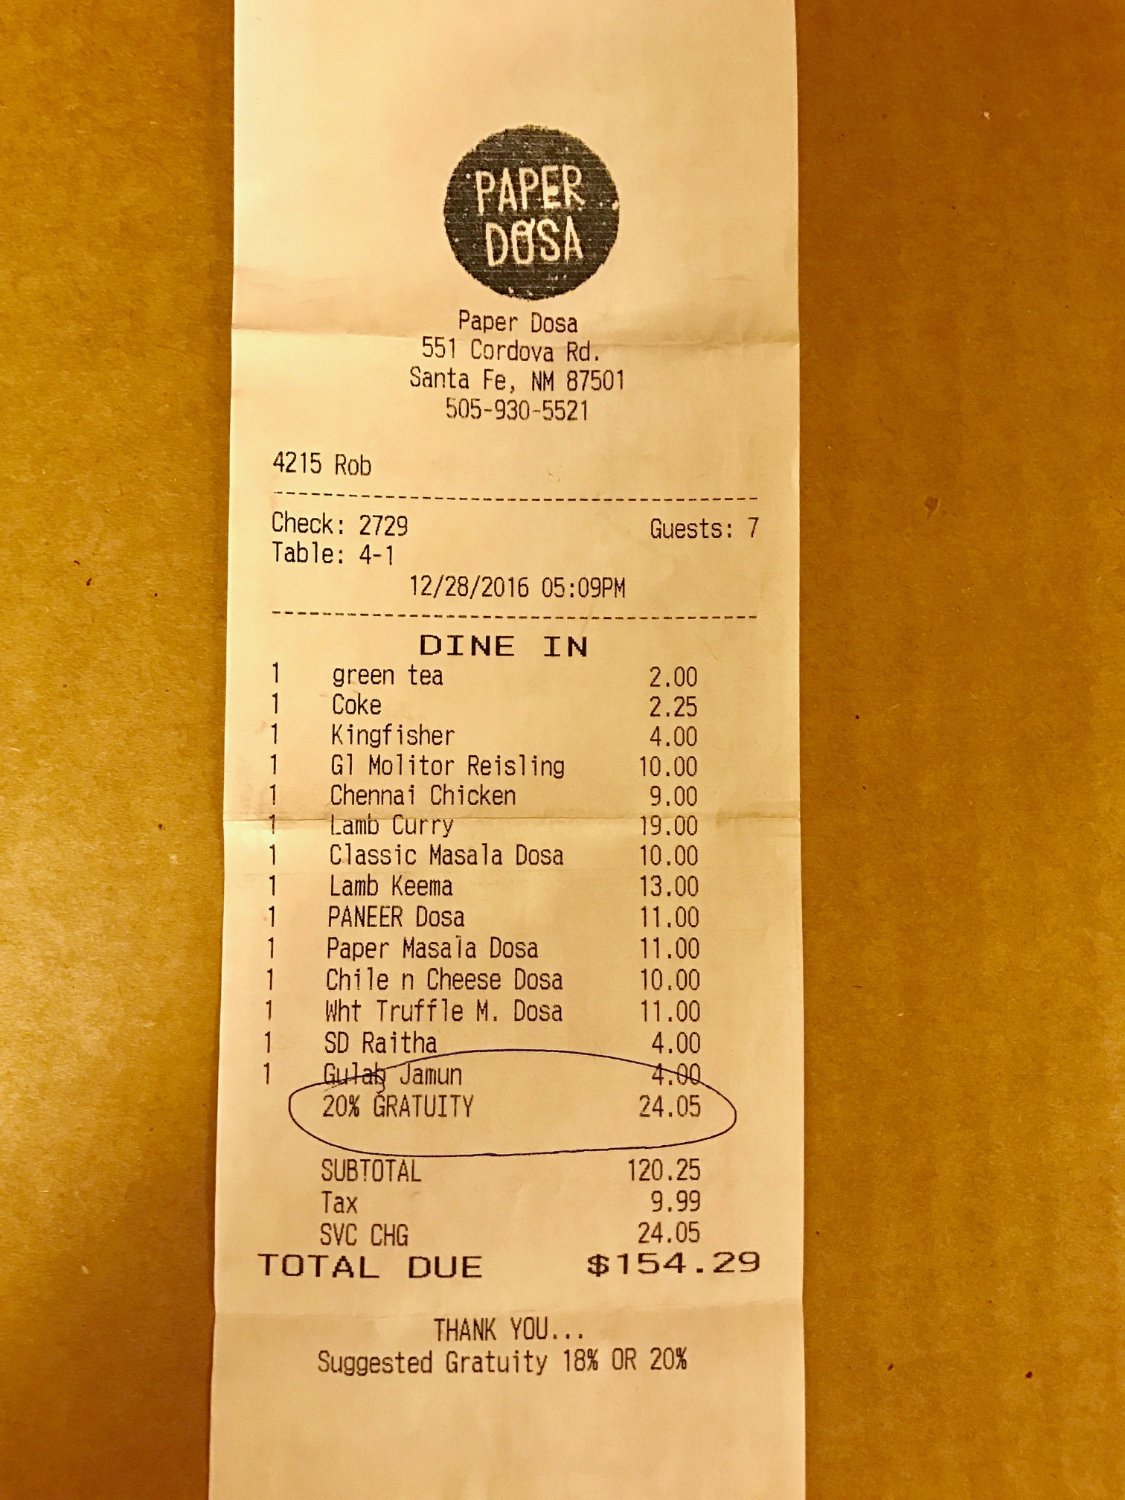 PAPER
DOSA
Paper Dosa
551 Cordova Rd.
Santa Fe, NM 87501
505-930-5521
4215 Rob
Check: 2729 Guests: 7
Table: 4-1
12/28/2016 05:09PM
DINE IN
1 green tea 2.00
1 Coke 2.25
1 Kingfisher 4.00
1 Gl Molitor Reisling 10.00
1 Chennai Chicken 9.00
1 Lamb Curry 19.00
1 Classic Masala Dosa 10.00
1 Lamb Keema 13.00
1 PANEER Dosa 11.00
1 Paper Masala Dosa 11.00
1 Chile n Cheese Dosa 10.00
1 Wht Truffle M. Dosa 11.00
1 SD Raitha 4.00
1 Gulab Jamun 4.00
20% GRATUITY 24.05
SUBTOTAL 120.25
Tax 9.99
SVC CHG 24.05
TOTAL DUE $154.29
THANK YOU...
Suggested Gratuity 18% OR 20%